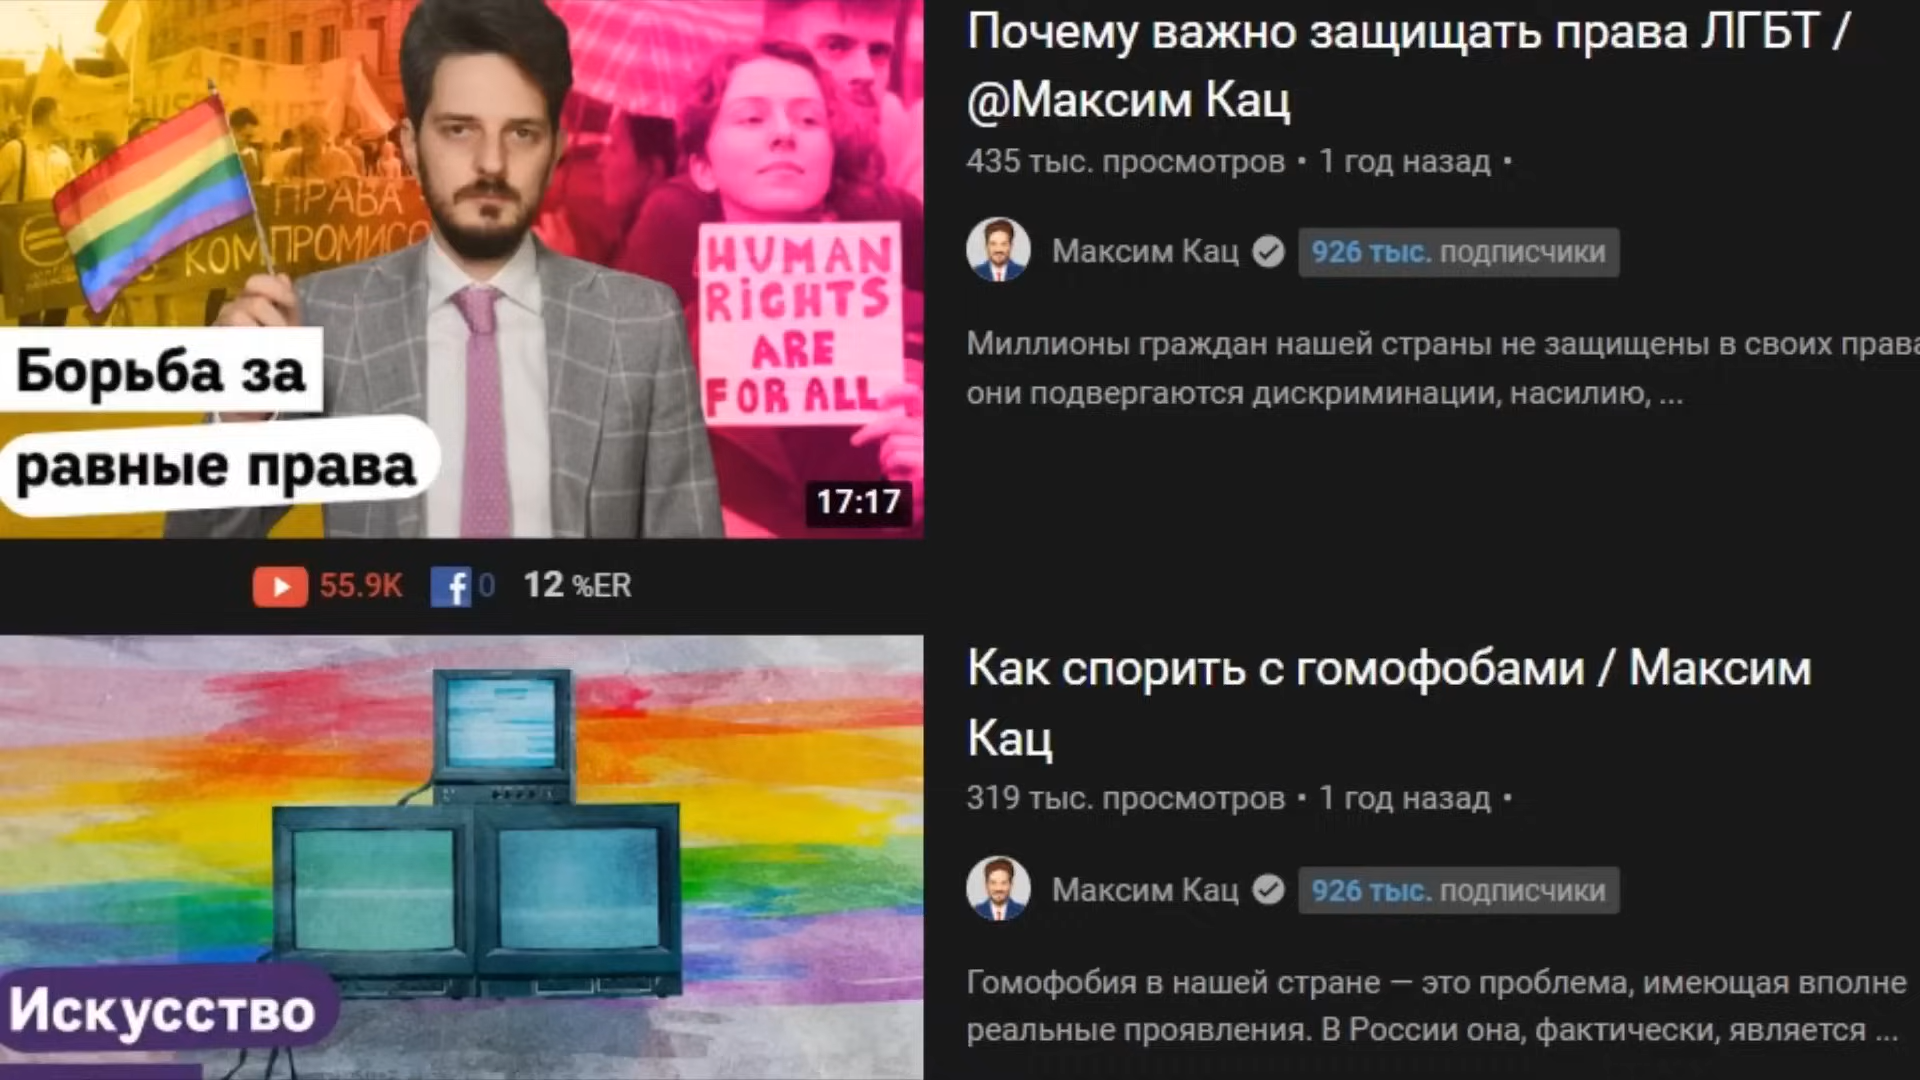 ПРАВА
КОМПРОМИСС
HUMAN
RiGHTS
ARE
FOR ALL
Борьба за
равные права
17:17
Почему важно защищать права ЛГБТ /
@Максим Кац
435 тыс. просмотров • 1 год назад •
Максим Кац
926 тыс. подписчики
Миллионы граждан нашей страны не защищены в своих права
они подвергаются дискриминации, насилию, ...
55.9K 0 12 %ER
Искусство
Как спорить с гомофобами / Максим
Кац
319 тыс. просмотров • 1 год назад •
Максим Кац
926 тыс. подписчики
Гомофобия в нашей стране — это проблема, имеющая вполне
реальные проявления. В России она, фактически, является ...